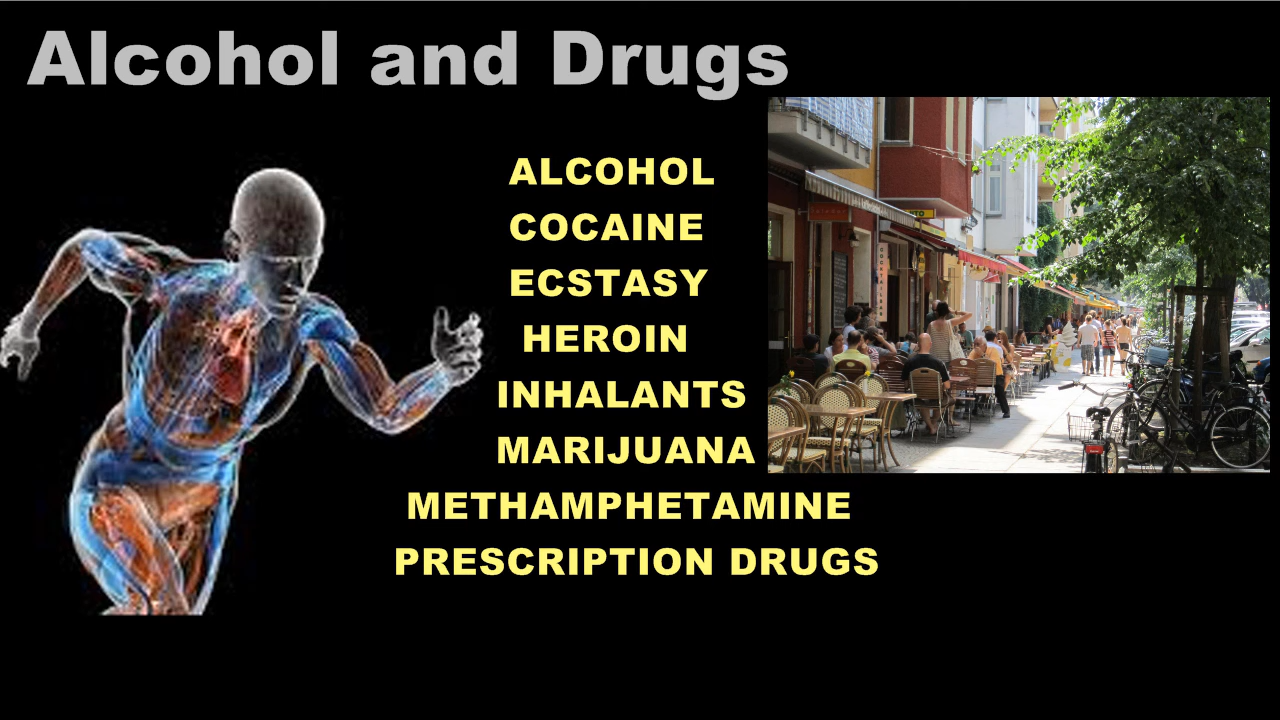 Alcohol and Drugs
ALCOHOL
COCAINE
ECSTASY
HEROIN
INHALANTS
MARIJUANA
METHAMPHETAMINE
PRESCRIPTION DRUGS